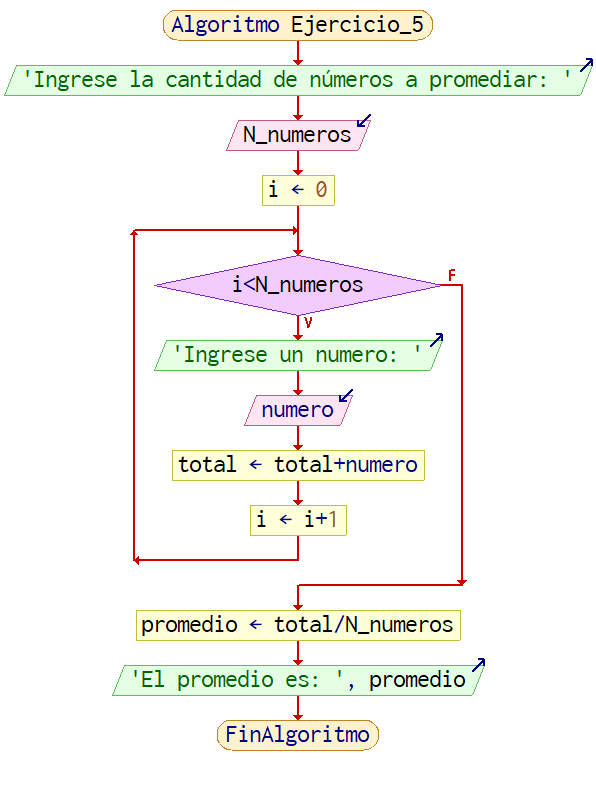 Algoritmo Ejercicio_5
'Ingrese la cantidad de números a promediar: '
N_numeros
i ← 0
i<N_numeros
F
V
'Ingrese un numero: '
numero
total ← total+numero
i ← i+1
promedio ← total/N_numeros
'El promedio es: ', promedio
FinAlgoritmo